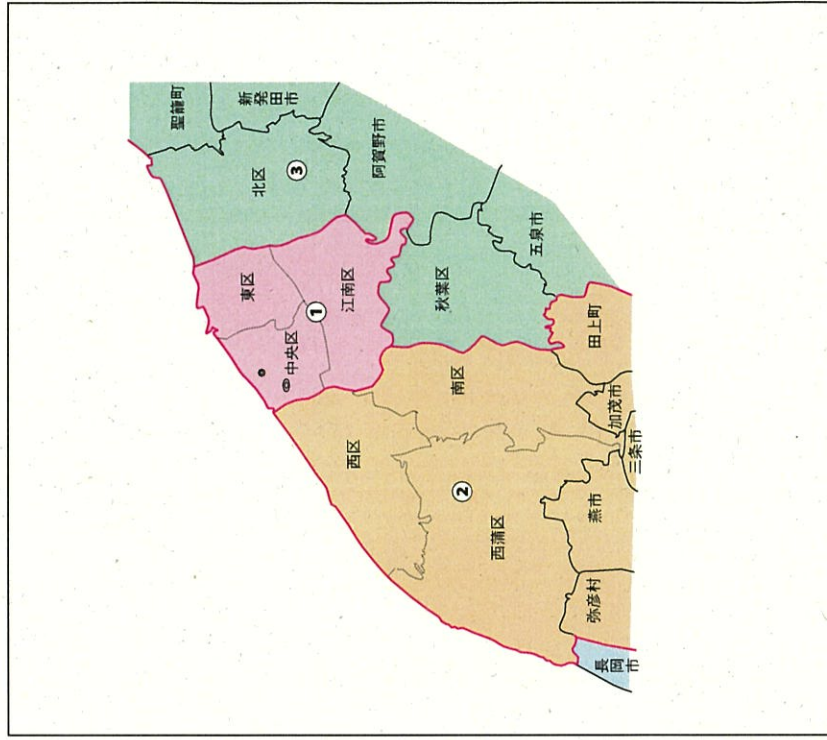 聖籠町
新発田市
北区
③
阿賀野市
東区
江南区
①
中央区
秋葉区
五泉市
田上町
南区
加茂市
三条市
西区
②
西蒲区
燕市
弥彦村
長岡市